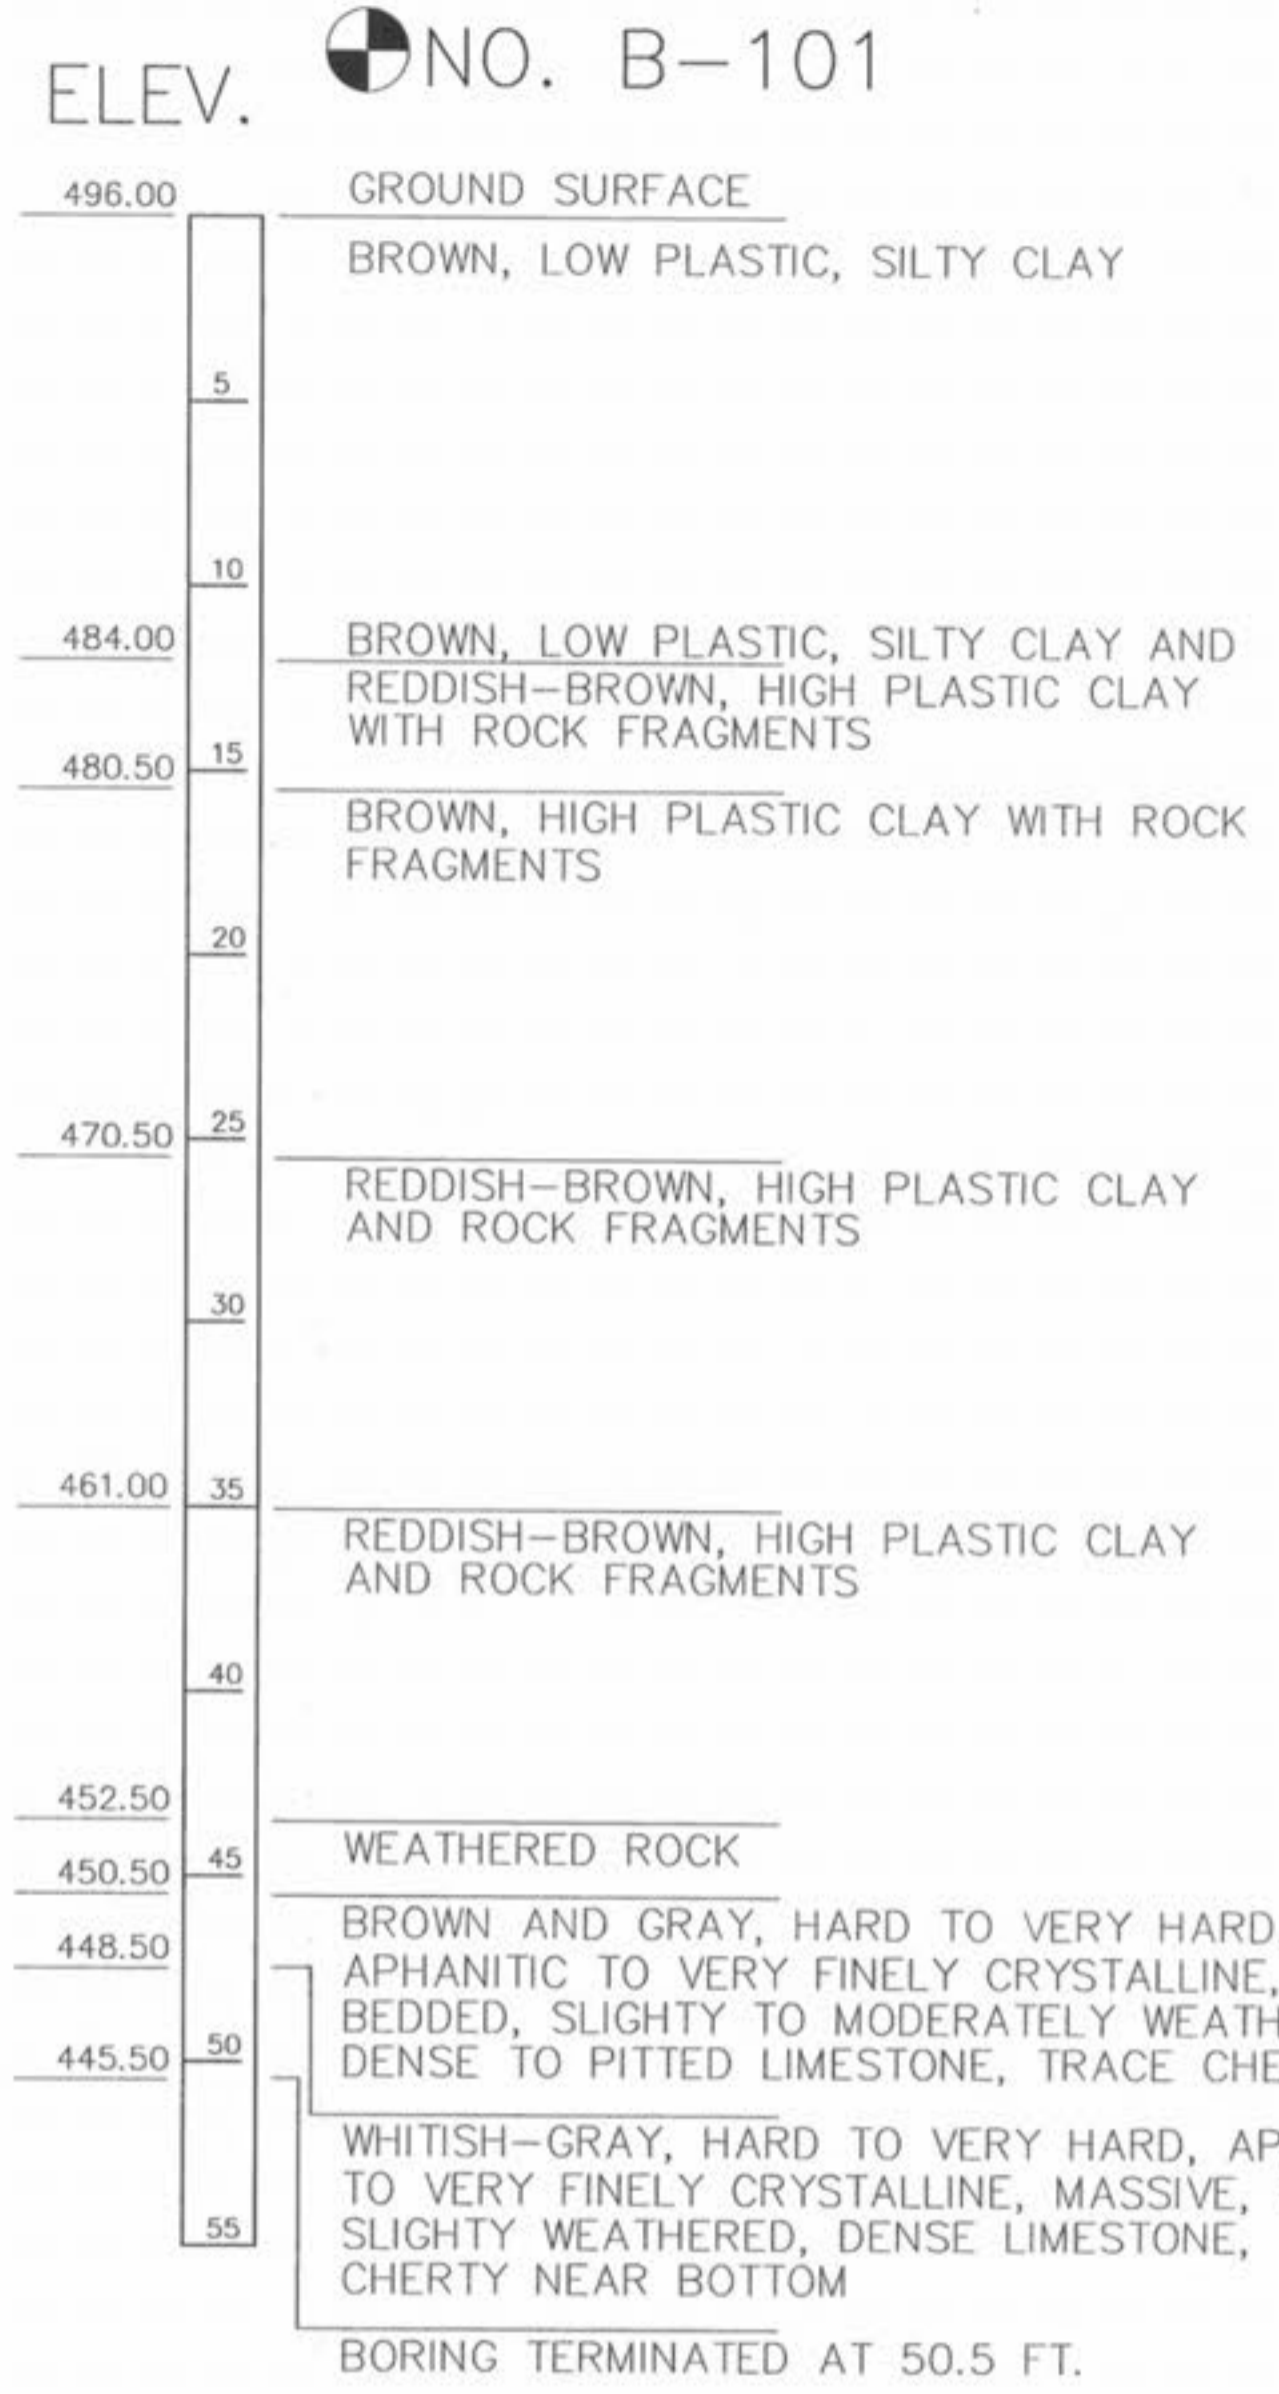 NO. B-101
ELEV.
496.00 GROUND SURFACE
BROWN, LOW PLASTIC, SILTY CLAY
5
10
484.00 BROWN, LOW PLASTIC, SILTY CLAY AND
REDDISH-BROWN, HIGH PLASTIC CLAY
WITH ROCK FRAGMENTS
480.50 15
BROWN, HIGH PLASTIC CLAY WITH ROCK
FRAGMENTS
20
470.50 25
REDDISH-BROWN, HIGH PLASTIC CLAY
AND ROCK FRAGMENTS
30
461.00 35
REDDISH-BROWN, HIGH PLASTIC CLAY
AND ROCK FRAGMENTS
40
452.50
WEATHERED ROCK
450.50 45
BROWN AND GRAY, HARD TO VERY HARD
448.50 APHANITIC TO VERY FINELY CRYSTALLINE,
BEDDED, SLIGHTY TO MODERATELY WEATH
445.50 50 DENSE TO PITTED LIMESTONE, TRACE CHE
WHITISH-GRAY, HARD TO VERY HARD, AP
TO VERY FINELY CRYSTALLINE, MASSIVE,
55 SLIGHTY WEATHERED, DENSE LIMESTONE,
CHERTY NEAR BOTTOM
BORING TERMINATED AT 50.5 FT.